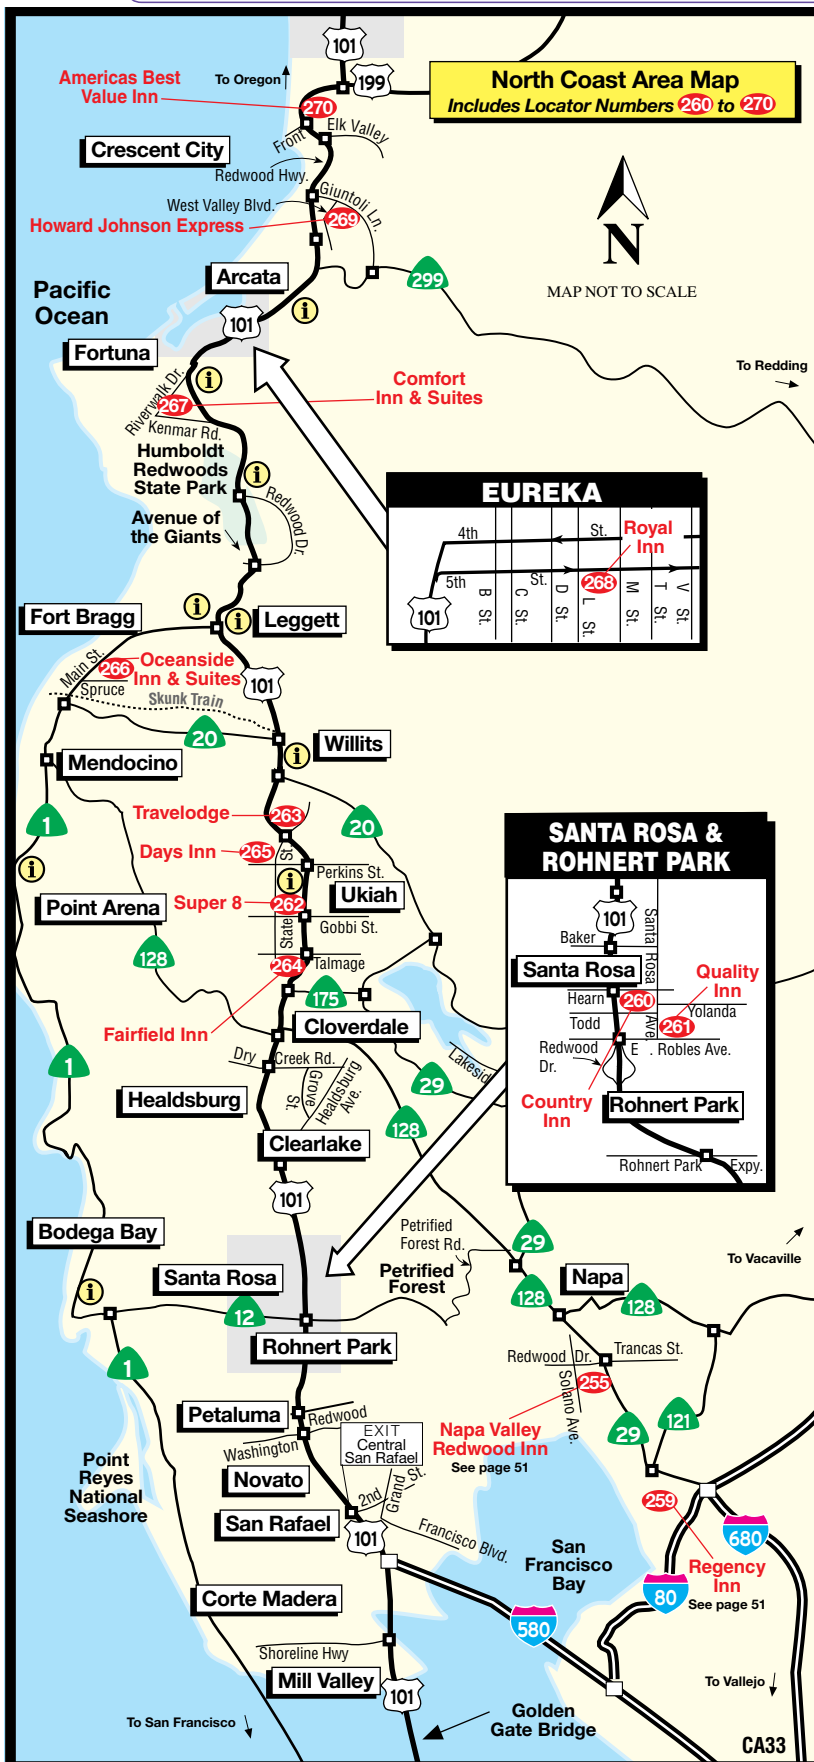 101
199
To Oregon
Americas Best
Value Inn
270
North Coast Area Map
Includes Locator Numbers 260 to 270
Front
Elk Valley
Crescent City
Redwood Hwy.
West Valley Blvd.
Giuntoli Ln.
Howard Johnson Express
269
N
MAP NOT TO SCALE
Arcata
299
Pacific
Ocean
i
101
Fortuna
To Redding
i
Riverwalk Dr.
267
Comfort
Inn & Suites
Kenmar Rd.
Humboldt
Redwoods
State Park
i
Redwood Dr.
Avenue of
the Giants
EUREKA
4th
St.
Royal
Inn
5th
St.
268
101
B St.
C St.
D St.
L St.
M St.
T St.
V St.
Fort Bragg
i
i
Leggett
Main St.
266
Oceanside
Inn & Suites
Spruce
Skunk Train
101
20
Willits
i
Mendocino
1
Travelodge
263
20
Days Inn
265
St.
i
Perkins St.
i
Point Arena
Super 8
262
Ukiah
State
Gobbi St.
128
264
Talmage
175
Fairfield Inn
Cloverdale
SANTA ROSA &
ROHNERT PARK
101
Santa Rosa
Ave.
Baker
Santa Rosa
Quality
Inn
Hearn
260
Yolanda
Todd
261
Redwood
Dr.
E . Robles Ave.
Country
Inn
Rohnert Park
Rohnert Park
Expy.
1
Dry
Creek Rd.
Lakeside
29
Grove
St.
Healdsburg
Ave.
Healdsburg
128
Clearlake
101
Bodega Bay
Petrified
Forest Rd.
29
To Vacaville
Petrified
Forest
Santa Rosa
Napa
128
128
i
12
Rohnert Park
1
Redwood Dr.
Trancas St.
Solano Ave.
255
Petaluma
Redwood
Napa Valley
Redwood Inn
See page 51
29
121
Washington
EXIT
Central
San Rafael
Point
Reyes
National
Seashore
Novato
2nd
Grand
St.
San Rafael
259
101
Francisco Blvd.
680
San
Francisco
Bay
Regency
Inn
See page 51
80
Corte Madera
580
Shoreline Hwy
Mill Valley
101
To Vallejo
To San Francisco
Golden
Gate Bridge
CA33